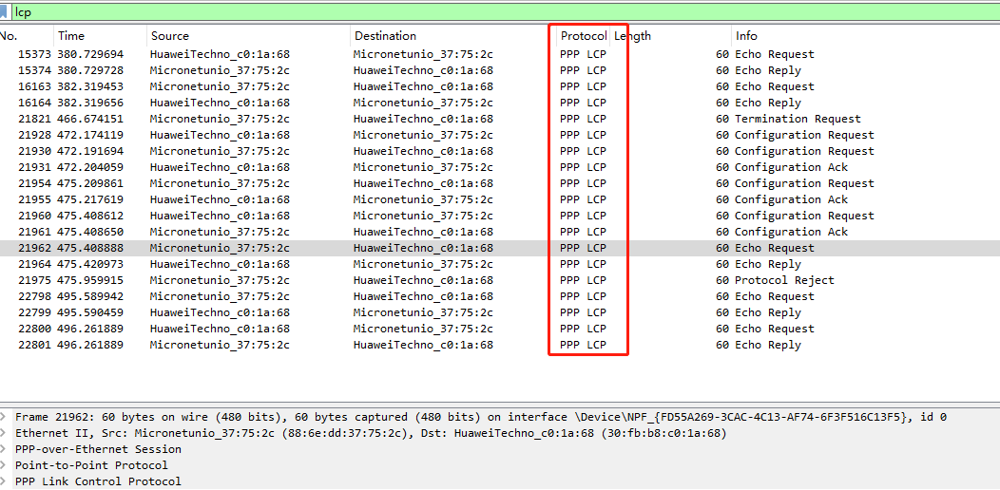 lcp
No. Time Source Destination Protocol Length Info
15373 380.729694 HuaweiTechno_c0:1a:68 Micronetunio_37:75:2c PPP LCP 60 Echo Request
15374 380.729728 Micronetunio_37:75:2c HuaweiTechno_c0:1a:68 PPP LCP 60 Echo Reply
16163 382.319453 Micronetunio_37:75:2c HuaweiTechno_c0:1a:68 PPP LCP 60 Echo Request
16164 382.319656 HuaweiTechno_c0:1a:68 Micronetunio_37:75:2c PPP LCP 60 Echo Reply
21821 466.674151 Micronetunio_37:75:2c HuaweiTechno_c0:1a:68 PPP LCP 60 Termination Request
21928 472.174119 HuaweiTechno_c0:1a:68 Micronetunio_37:75:2c PPP LCP 60 Configuration Request
21930 472.191694 Micronetunio_37:75:2c HuaweiTechno_c0:1a:68 PPP LCP 60 Configuration Request
21931 472.204059 HuaweiTechno_c0:1a:68 Micronetunio_37:75:2c PPP LCP 60 Configuration Ack
21954 475.209861 Micronetunio_37:75:2c HuaweiTechno_c0:1a:68 PPP LCP 60 Configuration Request
21955 475.217619 HuaweiTechno_c0:1a:68 Micronetunio_37:75:2c PPP LCP 60 Configuration Ack
21960 475.408612 HuaweiTechno_c0:1a:68 Micronetunio_37:75:2c PPP LCP 60 Configuration Request
21961 475.408650 Micronetunio_37:75:2c HuaweiTechno_c0:1a:68 PPP LCP 60 Configuration Ack
21962 475.408888 Micronetunio_37:75:2c HuaweiTechno_c0:1a:68 PPP LCP 60 Echo Request
21964 475.420973 HuaweiTechno_c0:1a:68 Micronetunio_37:75:2c PPP LCP 60 Echo Reply
21975 475.959915 Micronetunio_37:75:2c HuaweiTechno_c0:1a:68 PPP LCP 60 Protocol Reject
22798 495.589942 Micronetunio_37:75:2c HuaweiTechno_c0:1a:68 PPP LCP 60 Echo Request
22799 495.590459 HuaweiTechno_c0:1a:68 Micronetunio_37:75:2c PPP LCP 60 Echo Reply
22800 496.261889 HuaweiTechno_c0:1a:68 Micronetunio_37:75:2c PPP LCP 60 Echo Request
22801 496.261889 Micronetunio_37:75:2c HuaweiTechno_c0:1a:68 PPP LCP 60 Echo Reply
Frame 21962: 60 bytes on wire (480 bits), 60 bytes captured (480 bits) on interface \Device\NPF_{FD55A269-3CAC-4C13-AF74-6F3F516C13F5}, id 0
Ethernet II, Src: Micronetunio_37:75:2c (88:6e:dd:37:75:2c), Dst: HuaweiTechno_c0:1a:68 (30:fb:b8:c0:1a:68)
PPP-over-Ethernet Session
Point-to-Point Protocol
PPP Link Control Protocol